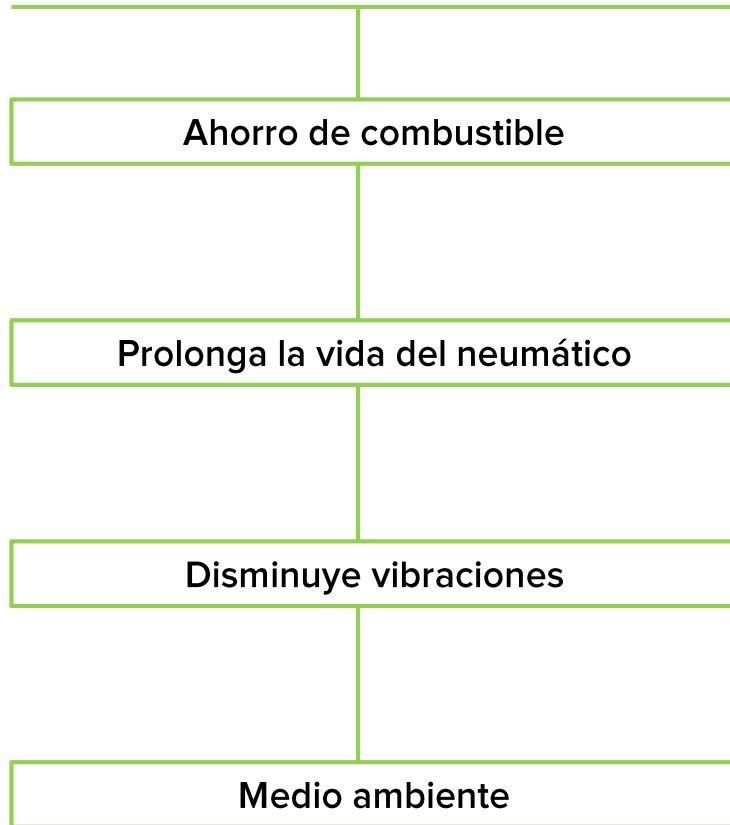 Ahorro de combustible
Prolonga la vida del neumático
Disminuye vibraciones
Medio ambiente